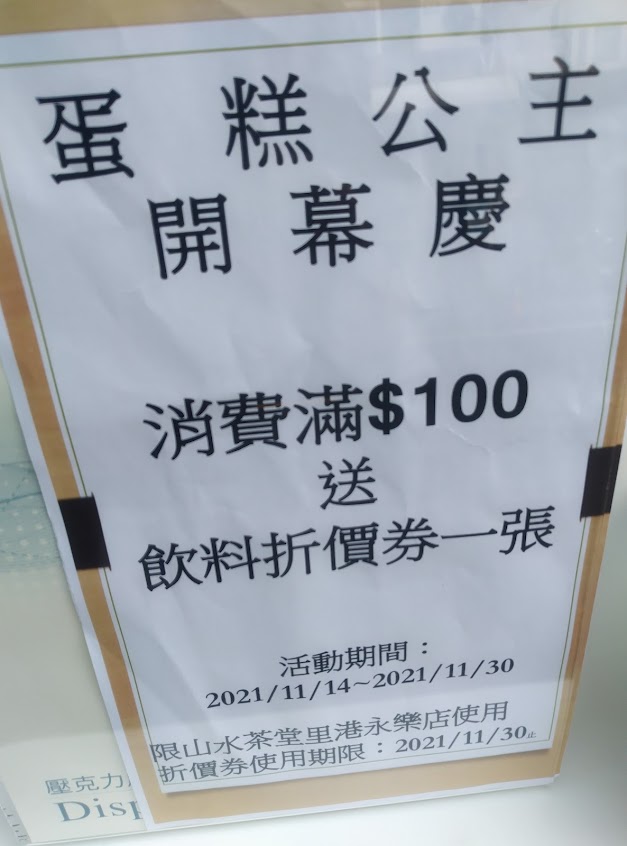 蛋糕公主
開幕慶
消費滿$100
送
飲料折價券一張
活動期間：
2021/11/14~2021/11/30
限山水茶堂里港永樂店使用
折價券使用期限：2021/11/30止
壓克力
Disp